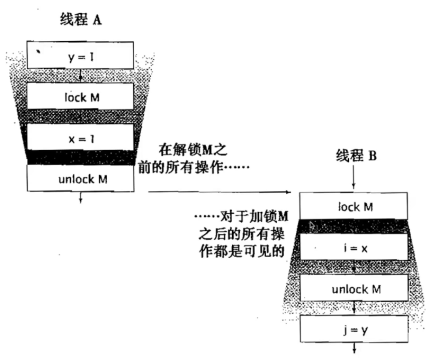 线程 A
y = 1
lock M
x = 1
在解锁M之
前的所有操作……
unlock M
线程 B
lock M
……对于加锁M
之后的所有操
作都是可见的
i = x
unlock M
j = y